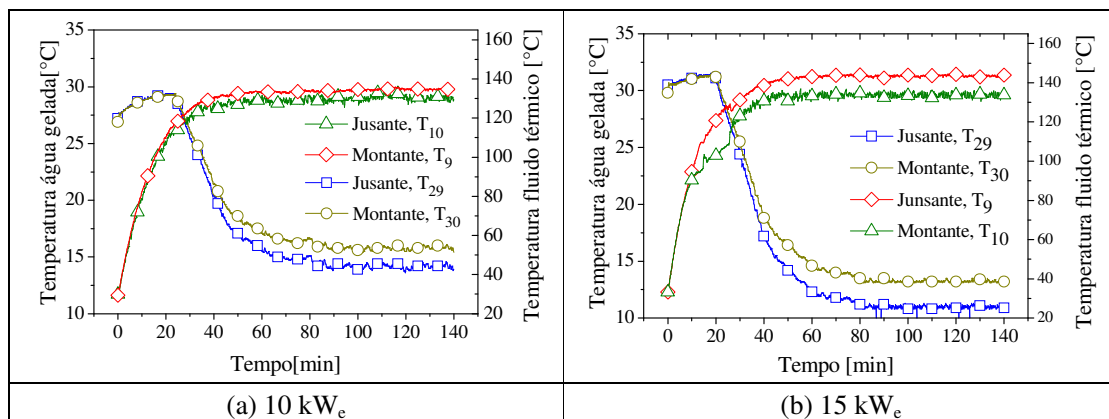 Temperatura água gelada[°C]
30
25
20
15
10
0 20 40 60 80 100 120 140
Tempo[min]
160
140
120
100
80
60
40
20
Temperatura fluido térmico [°C]
Jusante, T10
Montante, T9
Jusante, T29
Montante, T30
(a) 10 kWe
Temperatura água gelada [°C]
35
30
25
20
15
10
0 20 40 60 80 100 120 140
Tempo [min]
160
140
120
100
80
60
40
20
Temperatura fluido térmico [°C]
Jusante, T29
Montante, T30
Junsante, T9
Montante, T10
(b) 15 kWe